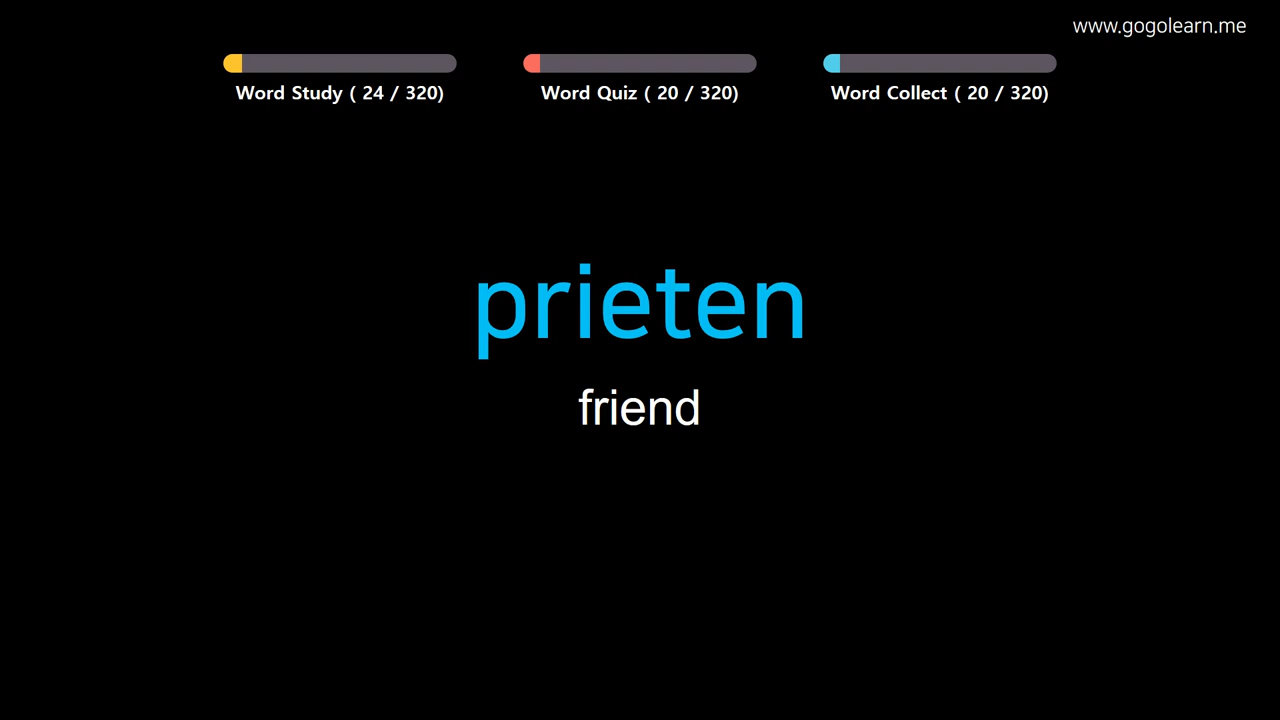 www.gogolearn.me
Word Study ( 24 / 320)
Word Quiz ( 20 / 320)
Word Collect ( 20 / 320)
prieten
friend